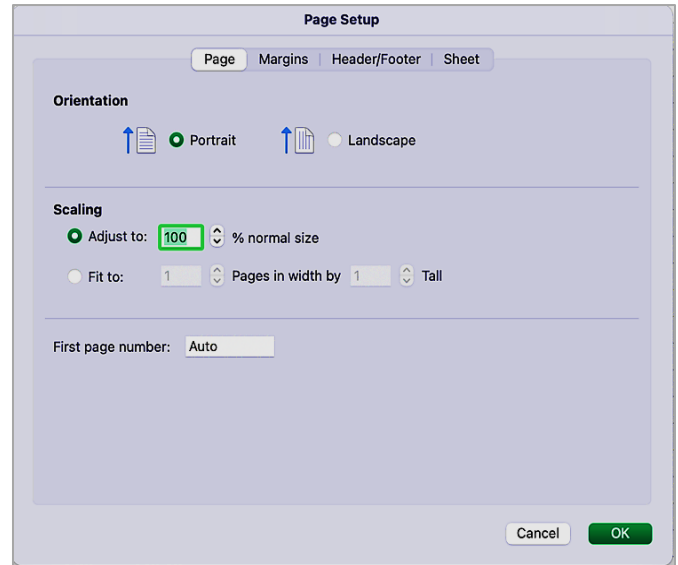 Page Setup
Page Margins Header/Footer Sheet
Orientation
Portrait Landscape
Scaling
Adjust to: 100 % normal size
Fit to: 1 Pages in width by 1 Tall
First page number: Auto
Cancel OK